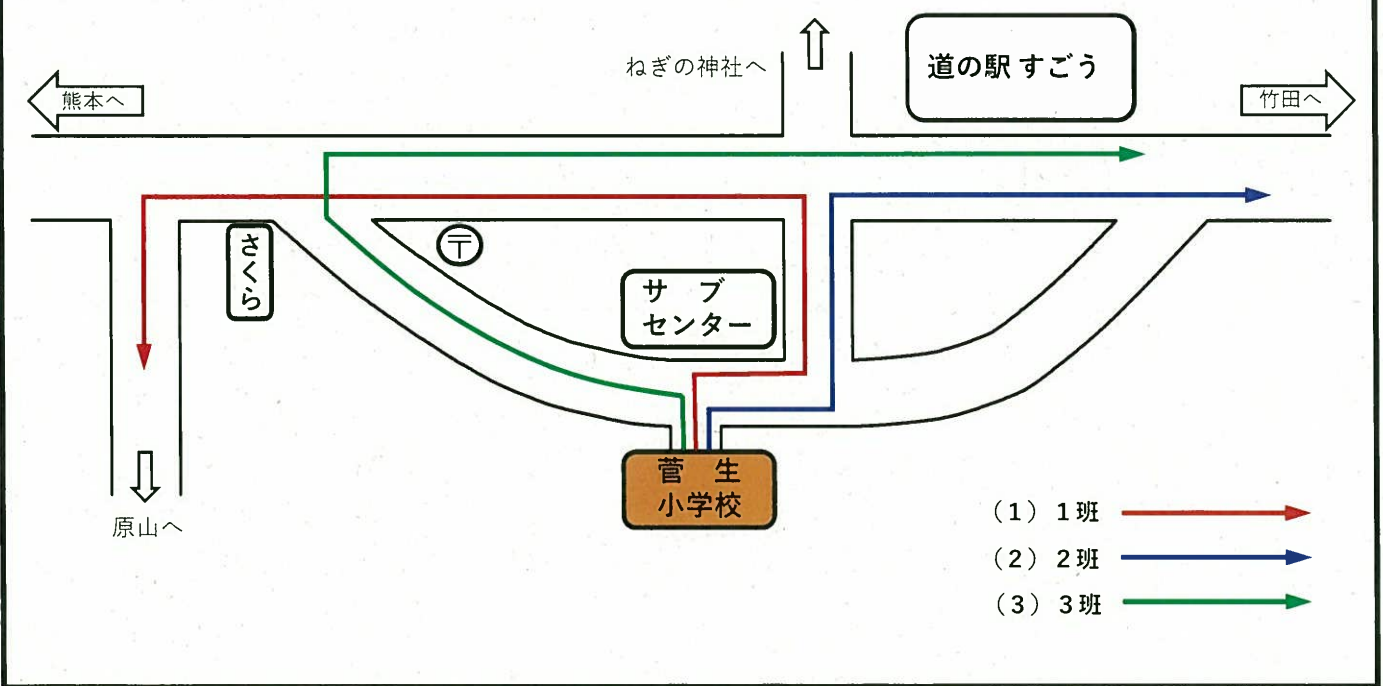 ねぎの神社へ
道の駅 すごう
熊本へ
竹田へ
さくら
〒
サ ブ
センター
菅 生
小学校
原山へ
（1）1班
（2）2班
（3）3班